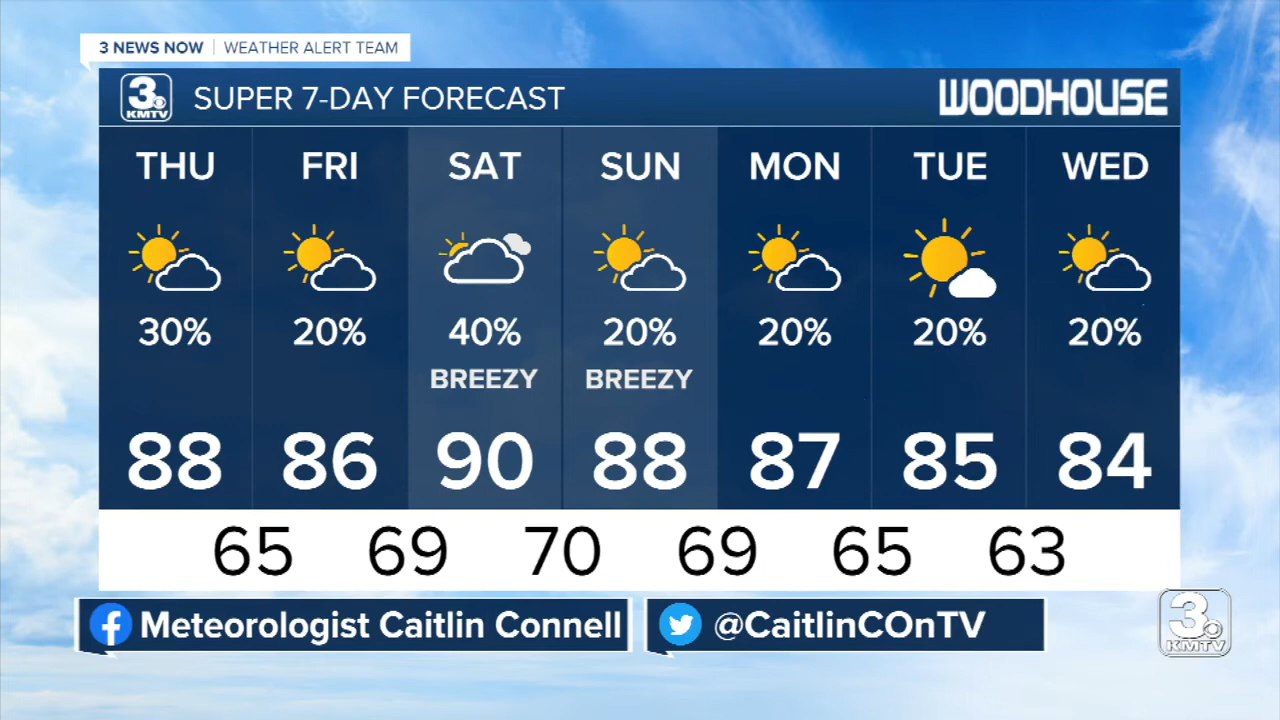 3 NEWS NOW | WEATHER ALERT TEAM
3 KMTV SUPER 7-DAY FORECAST WOODHOUSE
THU FRI SAT SUN MON TUE WED
30% 20% 40% 20% 20% 20% 20%
BREEZY BREEZY
88 86 90 88 87 85 84
65 69 70 69 65 63
Meteorologist Caitlin Connell @CaitlinCOnTV
3 KMTV